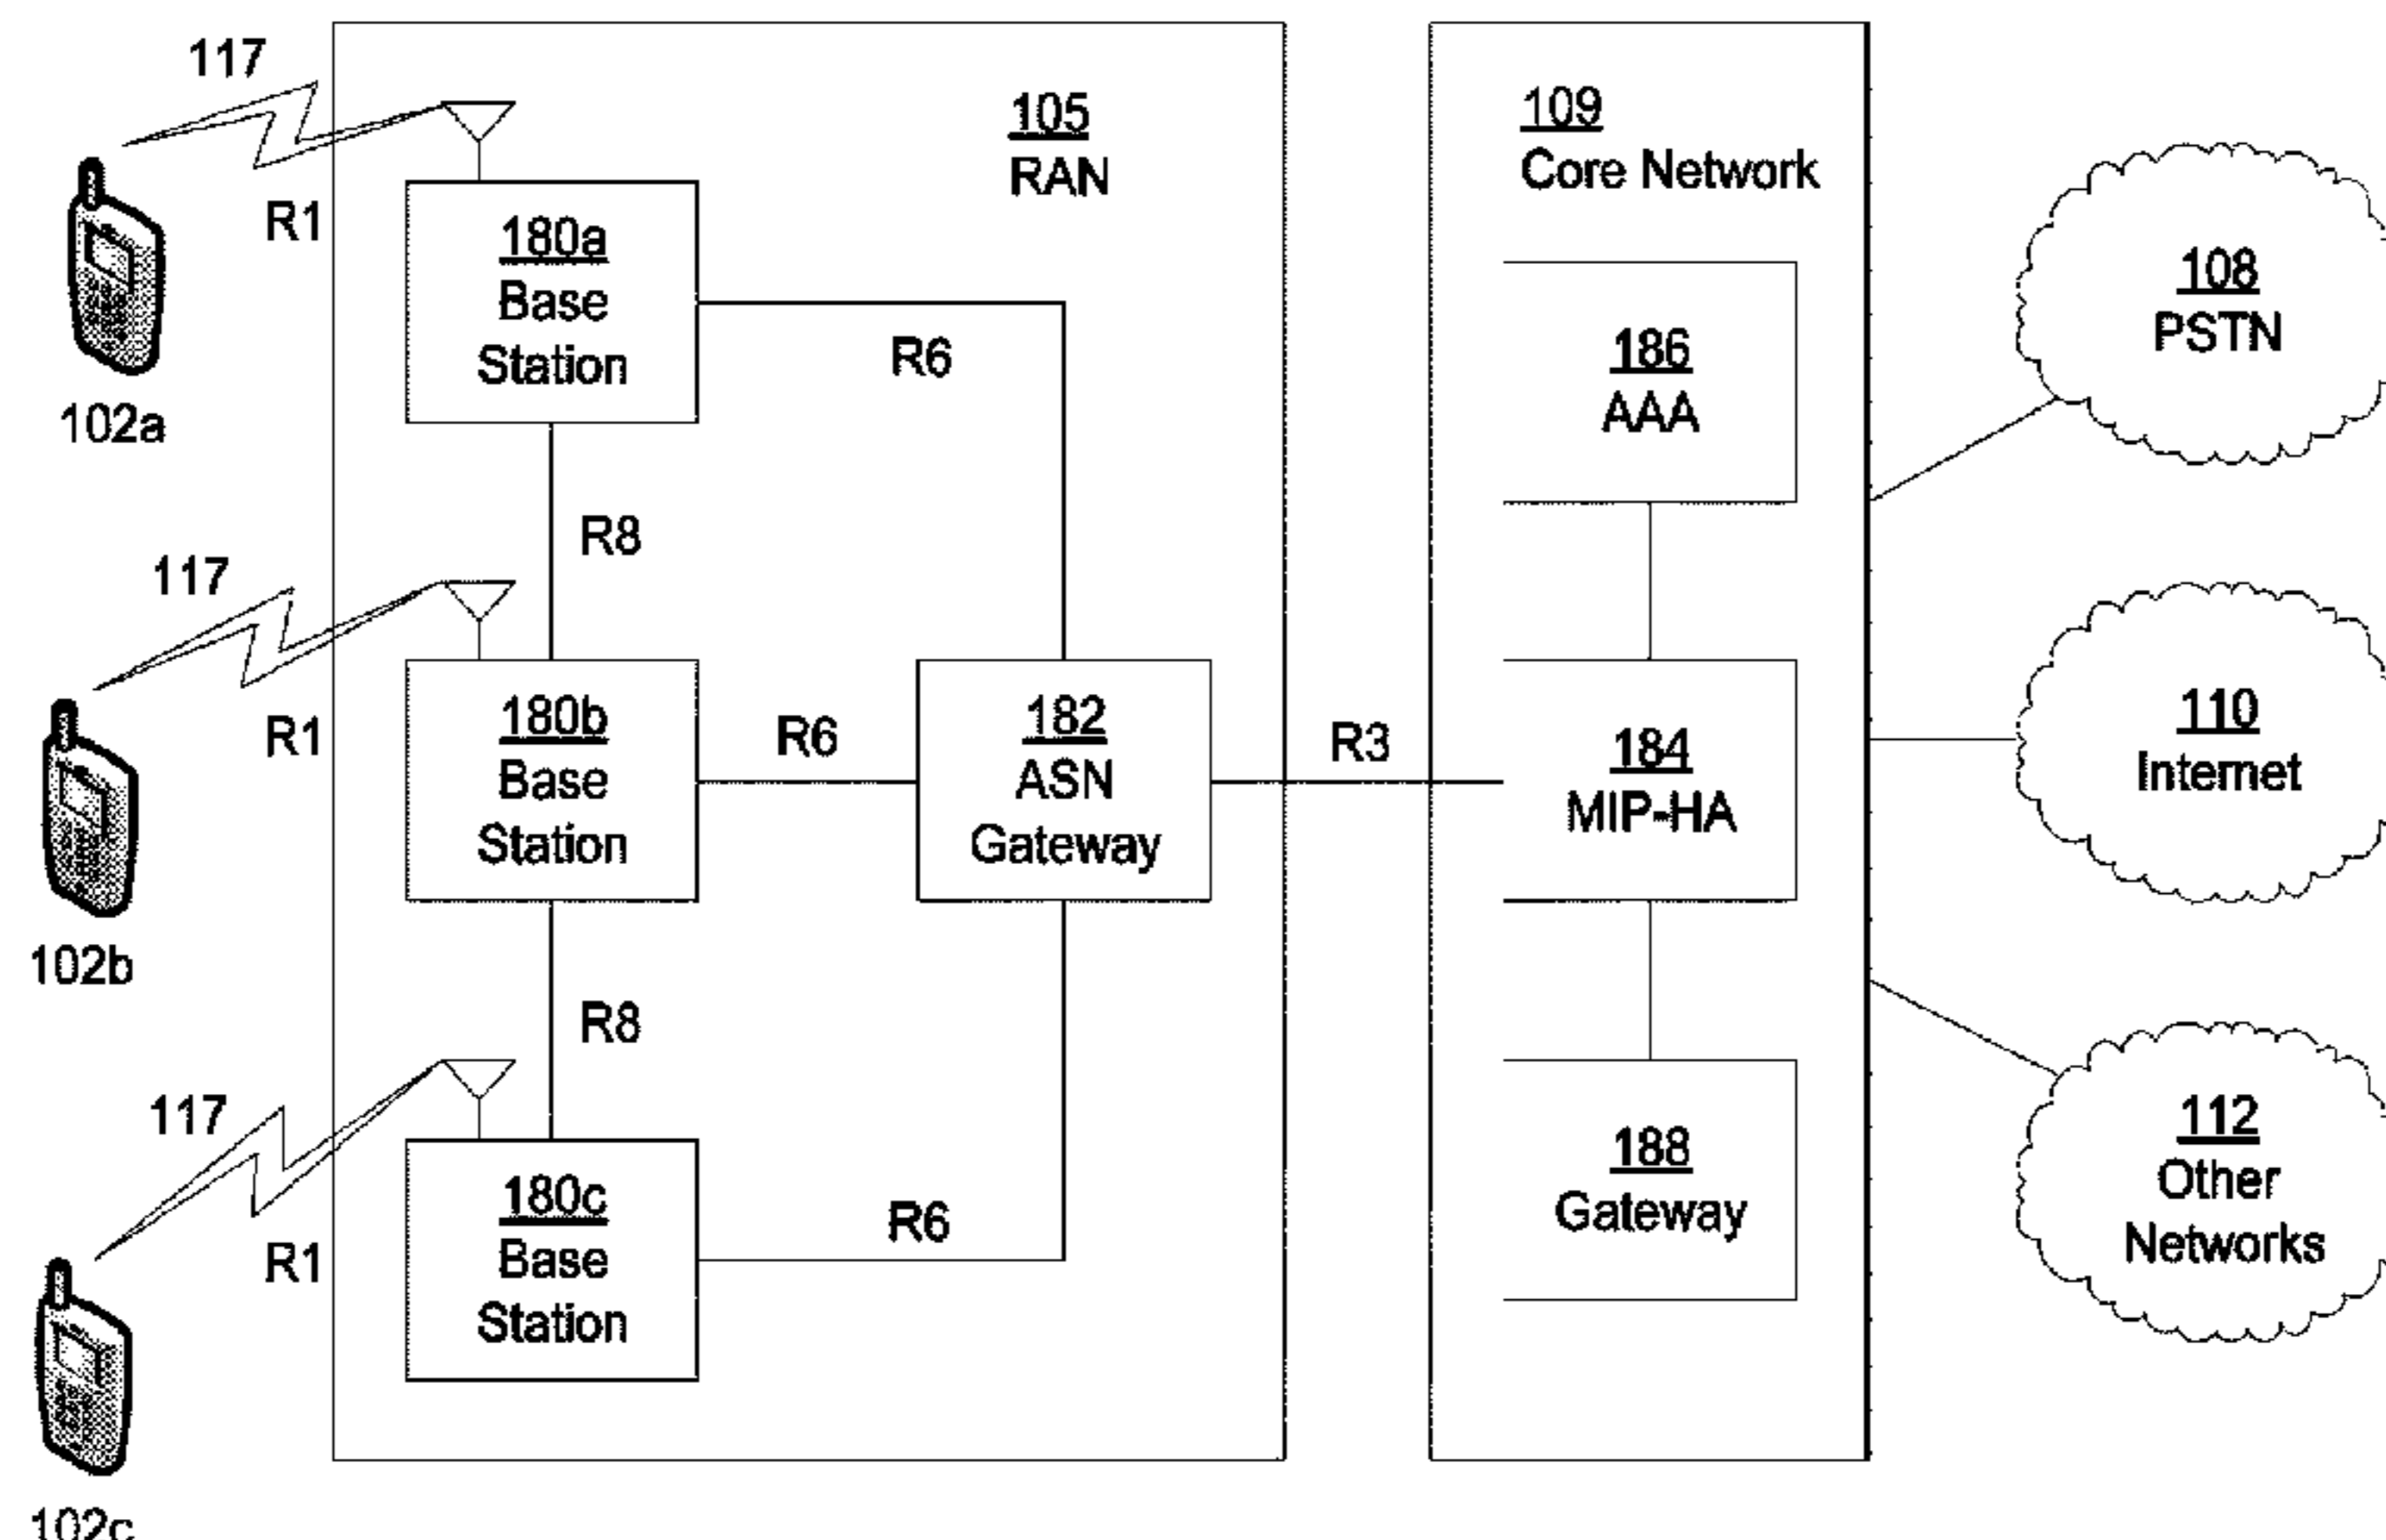 117
105
RAN
109
Core Network
R1
180a
Base
Station
102a
R6
186
AAA
108
PSTN
R8
117
R1
180b
Base
Station
R6
182
ASN
Gateway
R3
184
MIP-HA
110
Internet
102b
R8
117
R1
180c
Base
Station
R6
188
Gateway
112
Other
Networks
102c